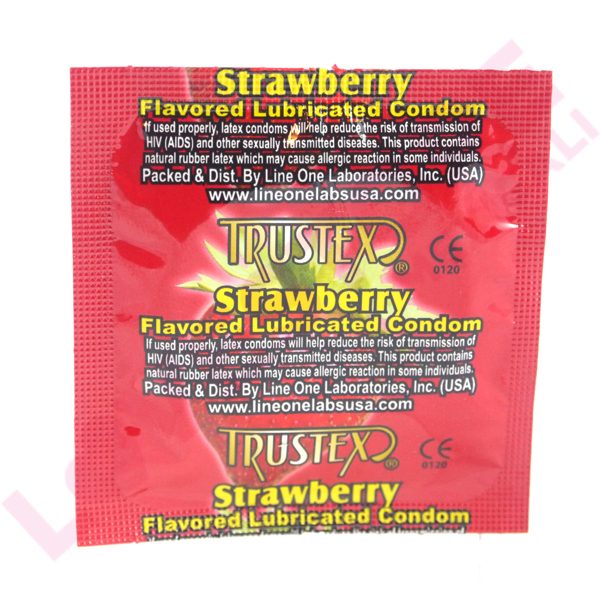 Strawberry
Flavored Lubricated Condom
If used properly, latex condoms will help reduce the risk of transmission of
HIV (AIDS) and other sexually transmitted diseases. This product contains
natural rubber latex which may cause allergic reaction in some individuals.
Packed & Dist. By Line One Laboratories, Inc. (USA)
www.lineonelabsusa.com
TRUSTEX® CE
0120
Strawberry
Flavored Lubricated Condom
If used properly, latex condoms will help reduce the risk of transmission of
HIV (AIDS) and other sexually transmitted diseases. This product contains
natural rubber latex which may cause allergic reaction in some individuals.
Packed & Dist. By Line One Laboratories, Inc. (USA)
www.lineonelabsusa.com
TRUSTEX® CE
0120
Strawberry
Flavored Lubricated Condom